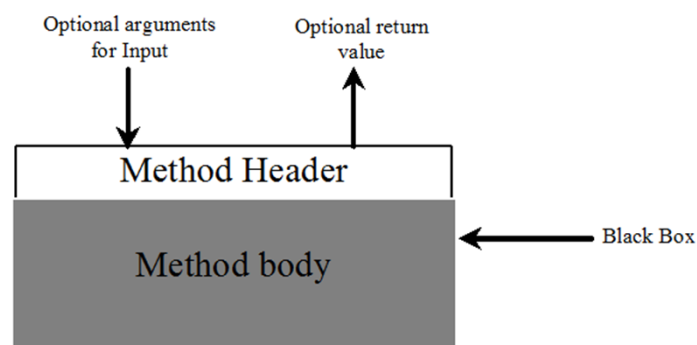 Optional arguments
for Input
Optional return
value
Method Header
Black Box
Method body